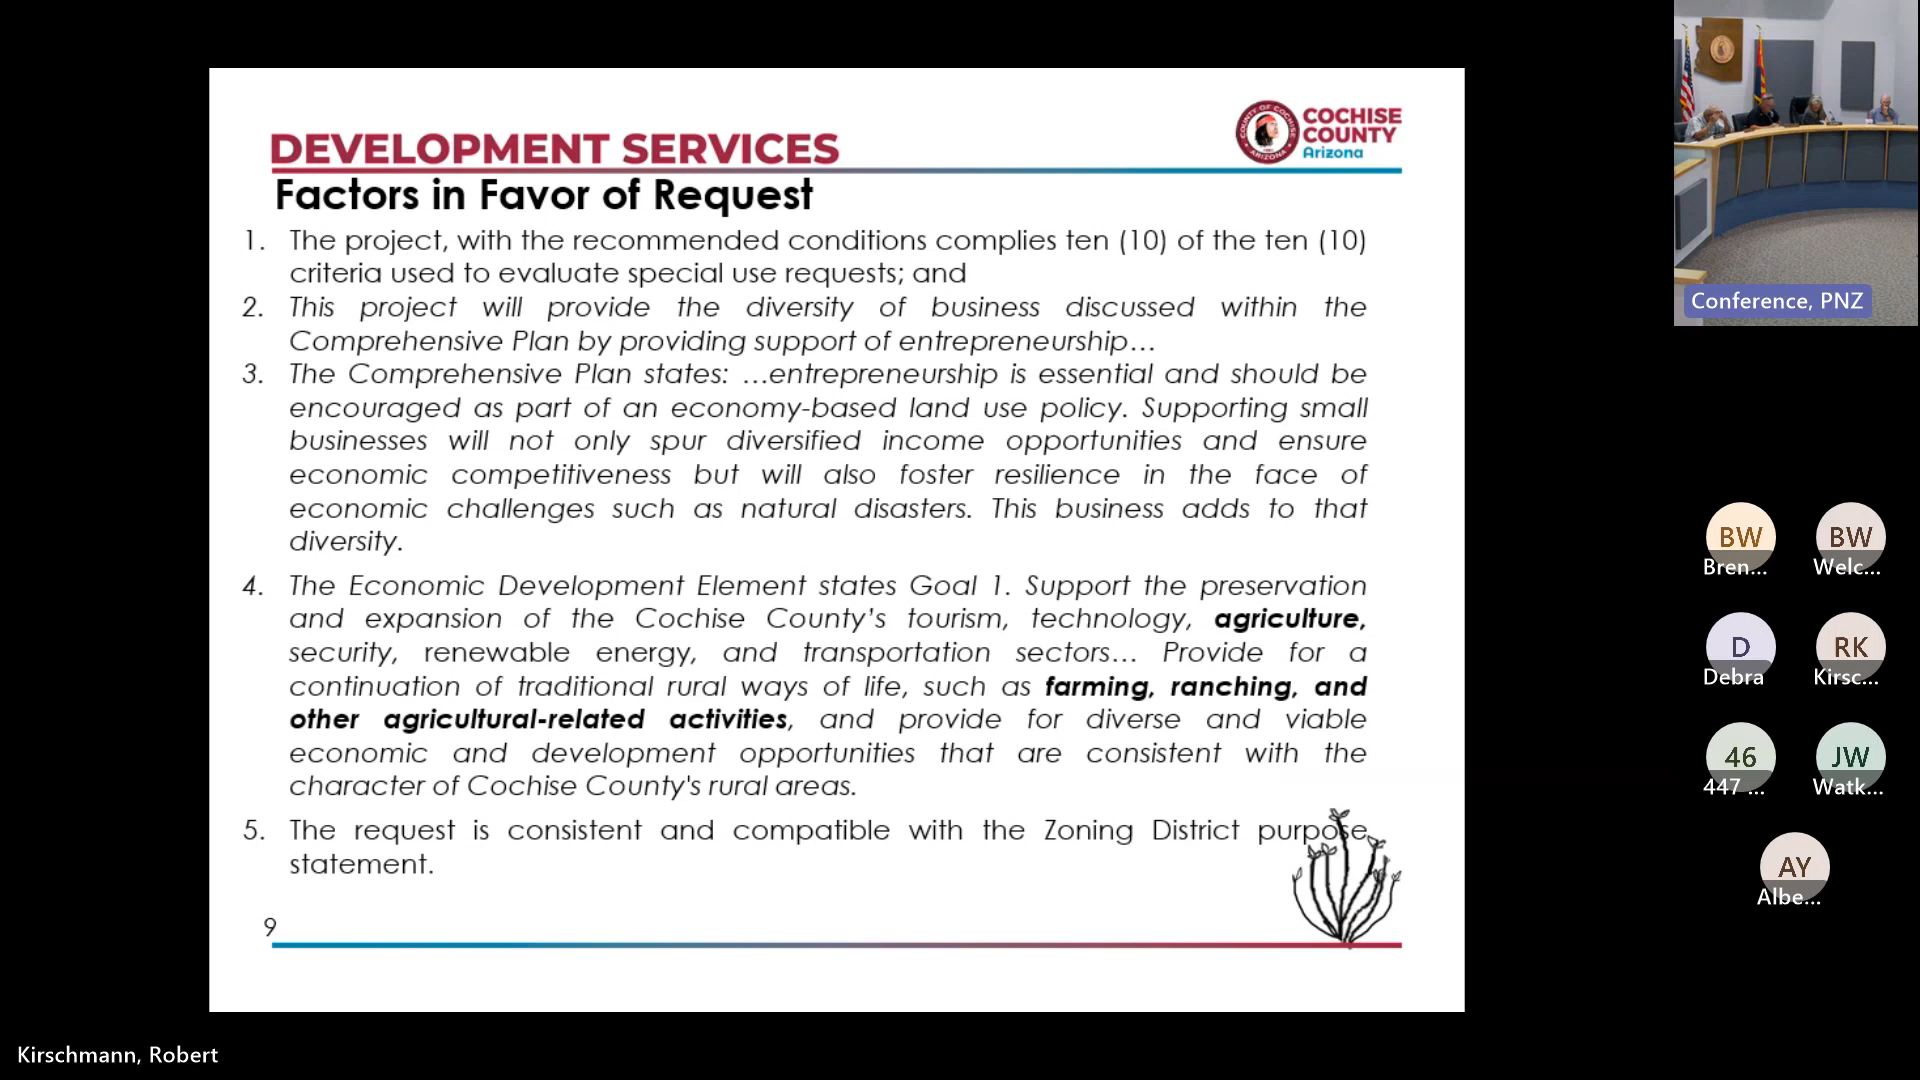 DEVELOPMENT SERVICES
COCHISE
COUNTY
Arizona
Factors in Favor of Request
1. The project, with the recommended conditions complies ten (10) of the ten (10)
criteria used to evaluate special use requests; and
2. This project will provide the diversity of business discussed within the
Comprehensive Plan by providing support of entrepreneurship…
3. The Comprehensive Plan states: …entrepreneurship is essential and should be
encouraged as part of an economy-based land use policy. Supporting small
businesses will not only spur diversified income opportunities and ensure
economic competitiveness but will also foster resilience in the face of
economic challenges such as natural disasters. This business adds to that
diversity.
4. The Economic Development Element states Goal 1. Support the preservation
and expansion of the Cochise County’s tourism, technology, agriculture,
security, renewable energy, and transportation sectors… Provide for a
continuation of traditional rural ways of life, such as farming, ranching, and
other agricultural-related activities, and provide for diverse and viable
economic and development opportunities that are consistent with the
character of Cochise County's rural areas.
5. The request is consistent and compatible with the Zoning District purpose
statement.
9
Conference, PNZ
BW
Bren...
BW
Welc...
D
Debra
RK
Kirsc...
46
447 ...
JW
Watk...
AY
Albe...
Kirschmann, Robert